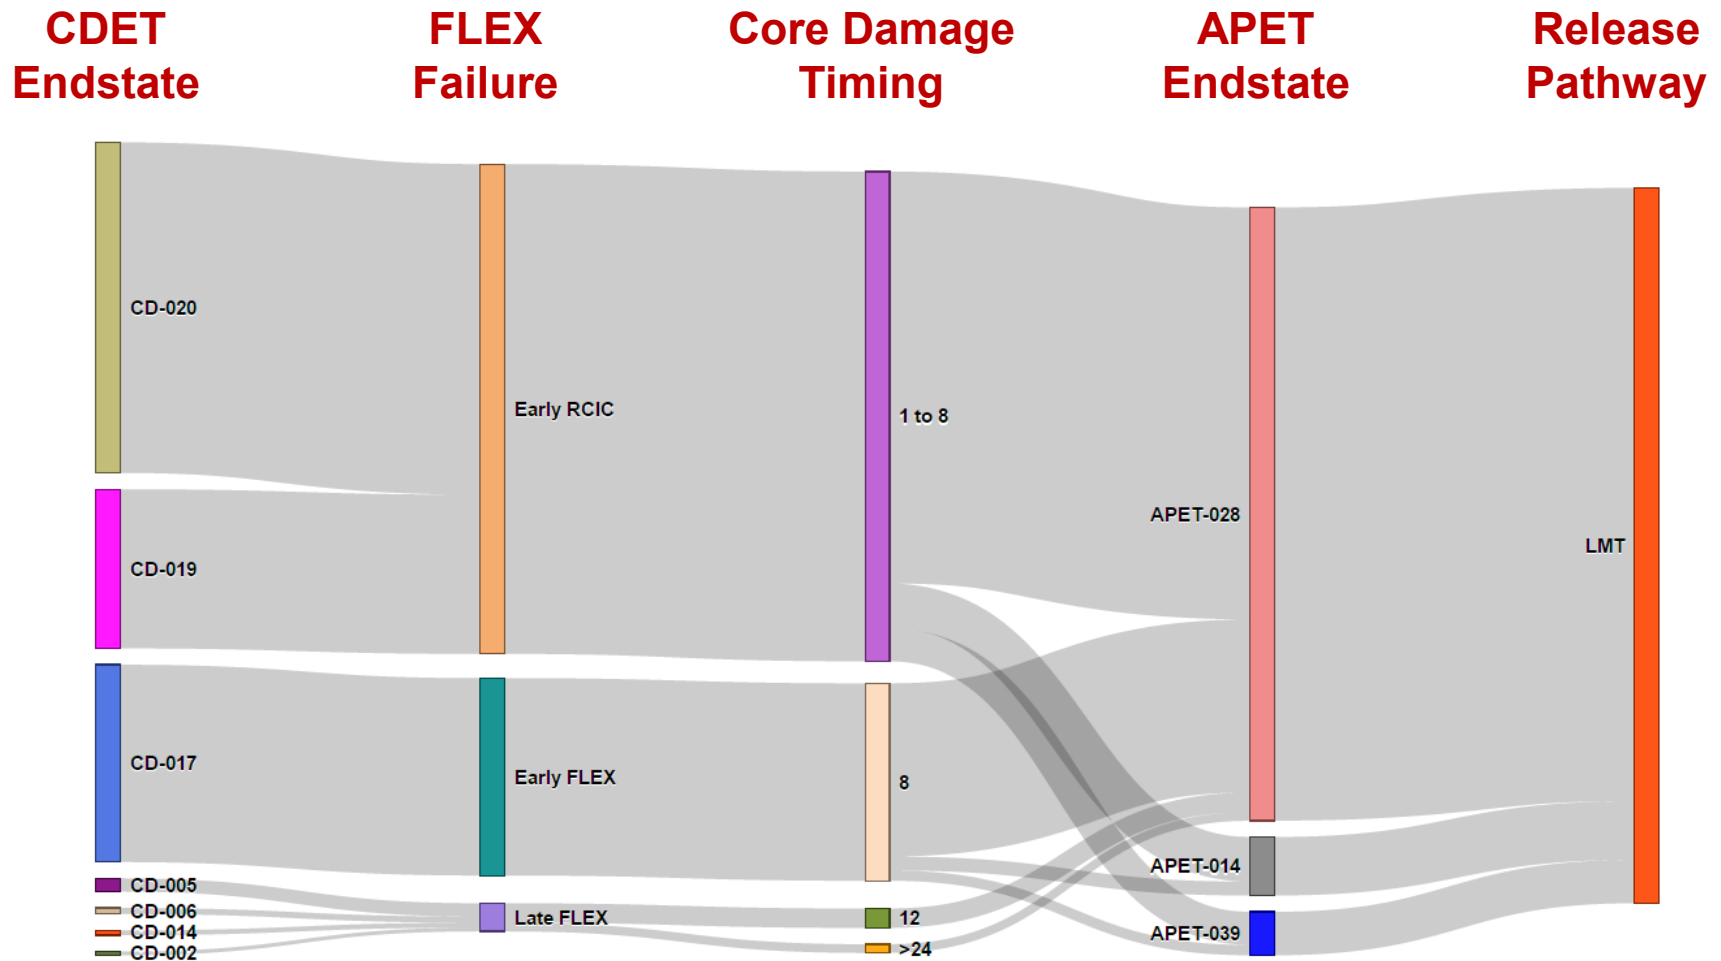 CDET
Endstate
FLEX
Failure
Core Damage
Timing
APET
Endstate
Release
Pathway
CD-020
CD-019
CD-017
CD-005
CD-006
CD-014
CD-002
Early RCIC
Early FLEX
Late FLEX
1 to 8
8
12
>24
APET-028
APET-014
APET-039
LMT